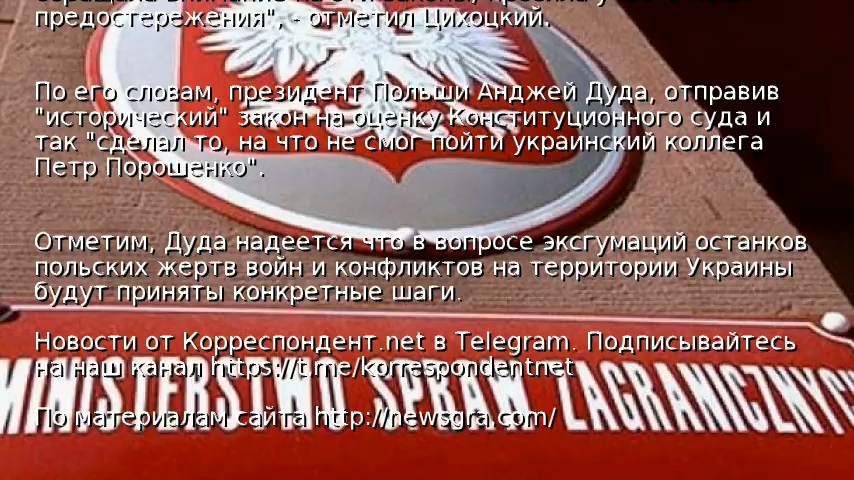 предостережения", - отметил Цихоцкий.
По его словам, президент Польши Анджей Дуда, отправив
"исторический" закон на оценку Конституционного суда и
так "сделал то, на что не смог пойти украинский коллега
Петр Порошенко".
Отметим, Дуда надеется что в вопросе эксгумаций останков
польских жертв войн и конфликтов на территории Украины
будут приняты конкретные шаги.
Новости от Корреспондент.net в Telegram. Подписывайтесь
на наш канал https://t.me/korrespondentnet
MINISTERSTWO SPRAW ZAGRANICZNYC
По материалам сайта http://newsgra.com/